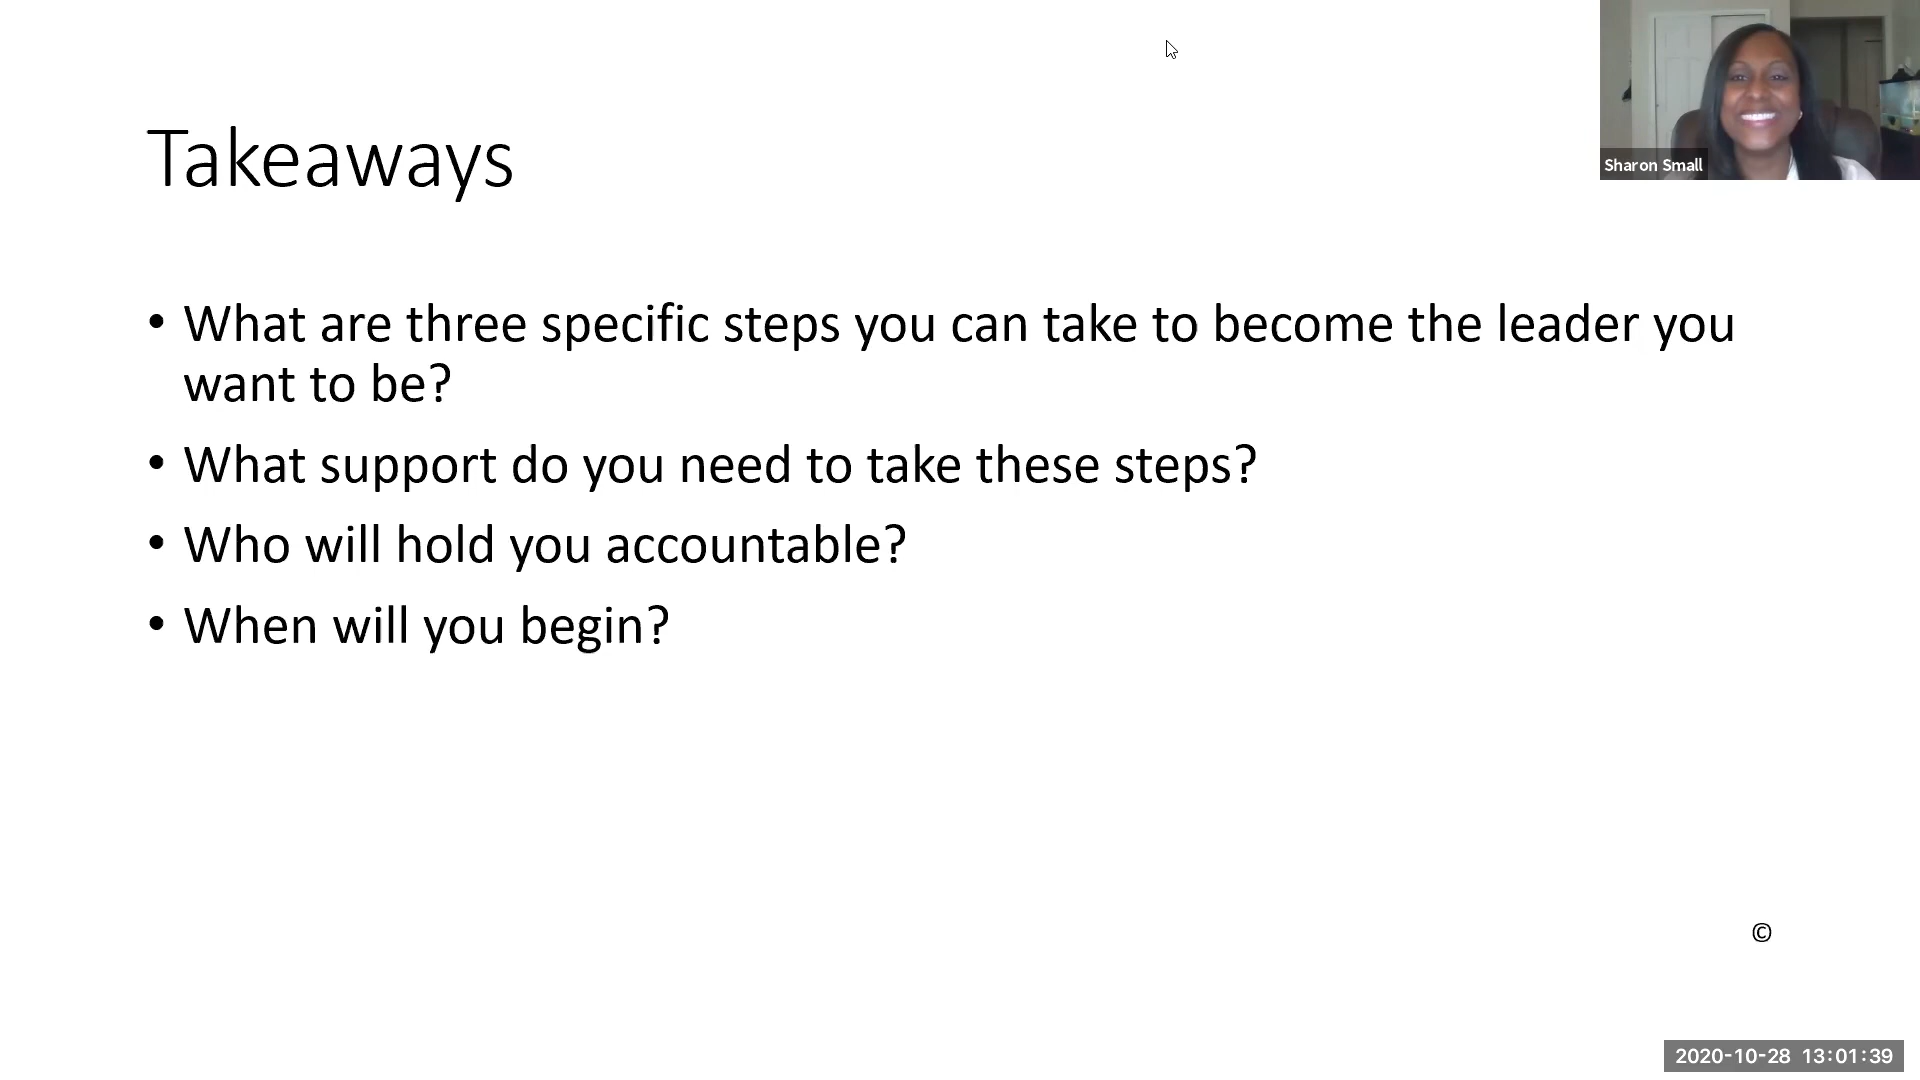 Sharon Small
Takeaways
• What are three specific steps you can take to become the leader you
want to be?
• What support do you need to take these steps?
• Who will hold you accountable?
• When will you begin?
©
2020-10-28 13:01:39